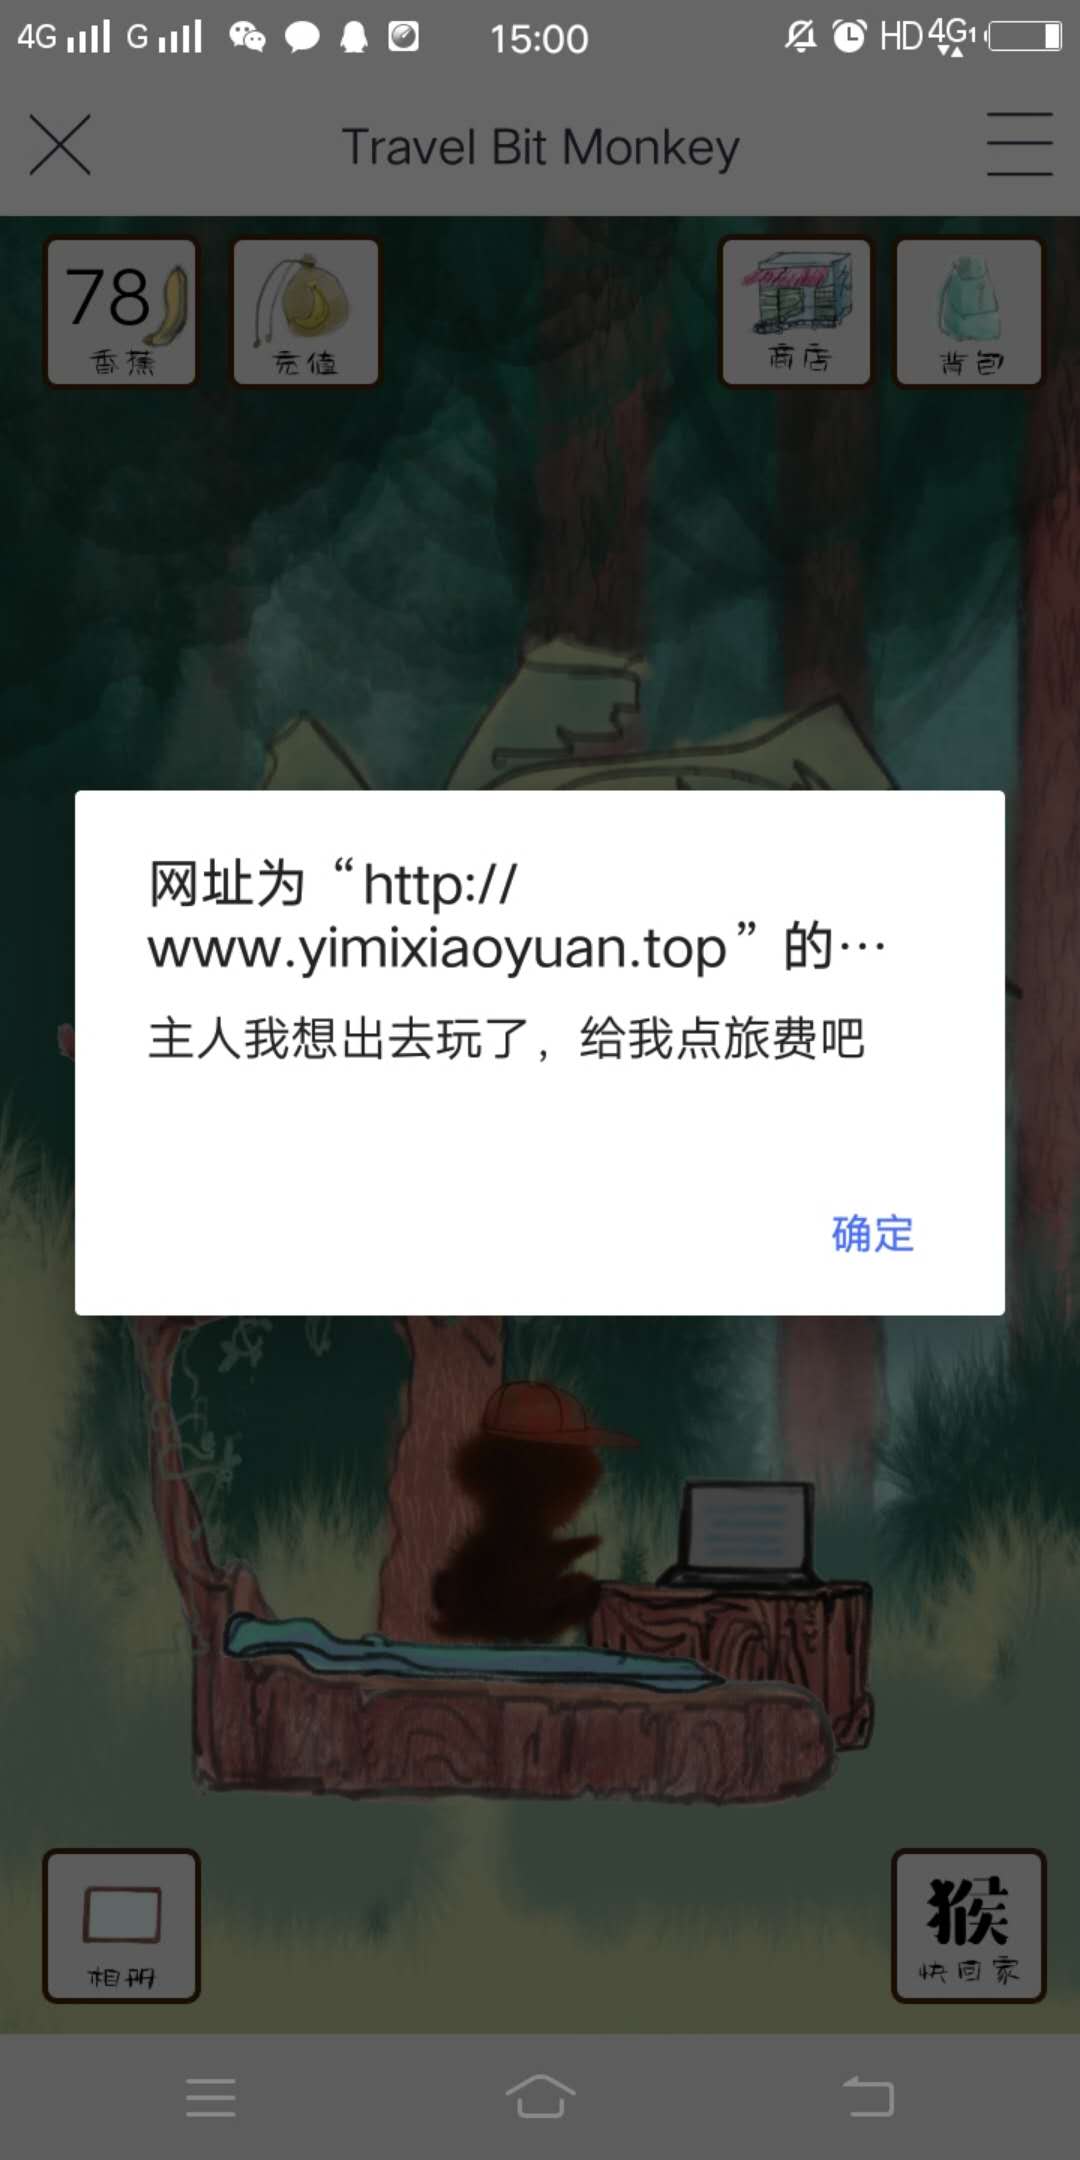 4G G 15:00 HD 4G1
Travel Bit Monkey
78
香蕉
充值
商店
背包
网址为“http://
www.yimixiaoyuan.top”的…
主人我想出去玩了，给我点旅费吧
确定
相册
猴
快回家